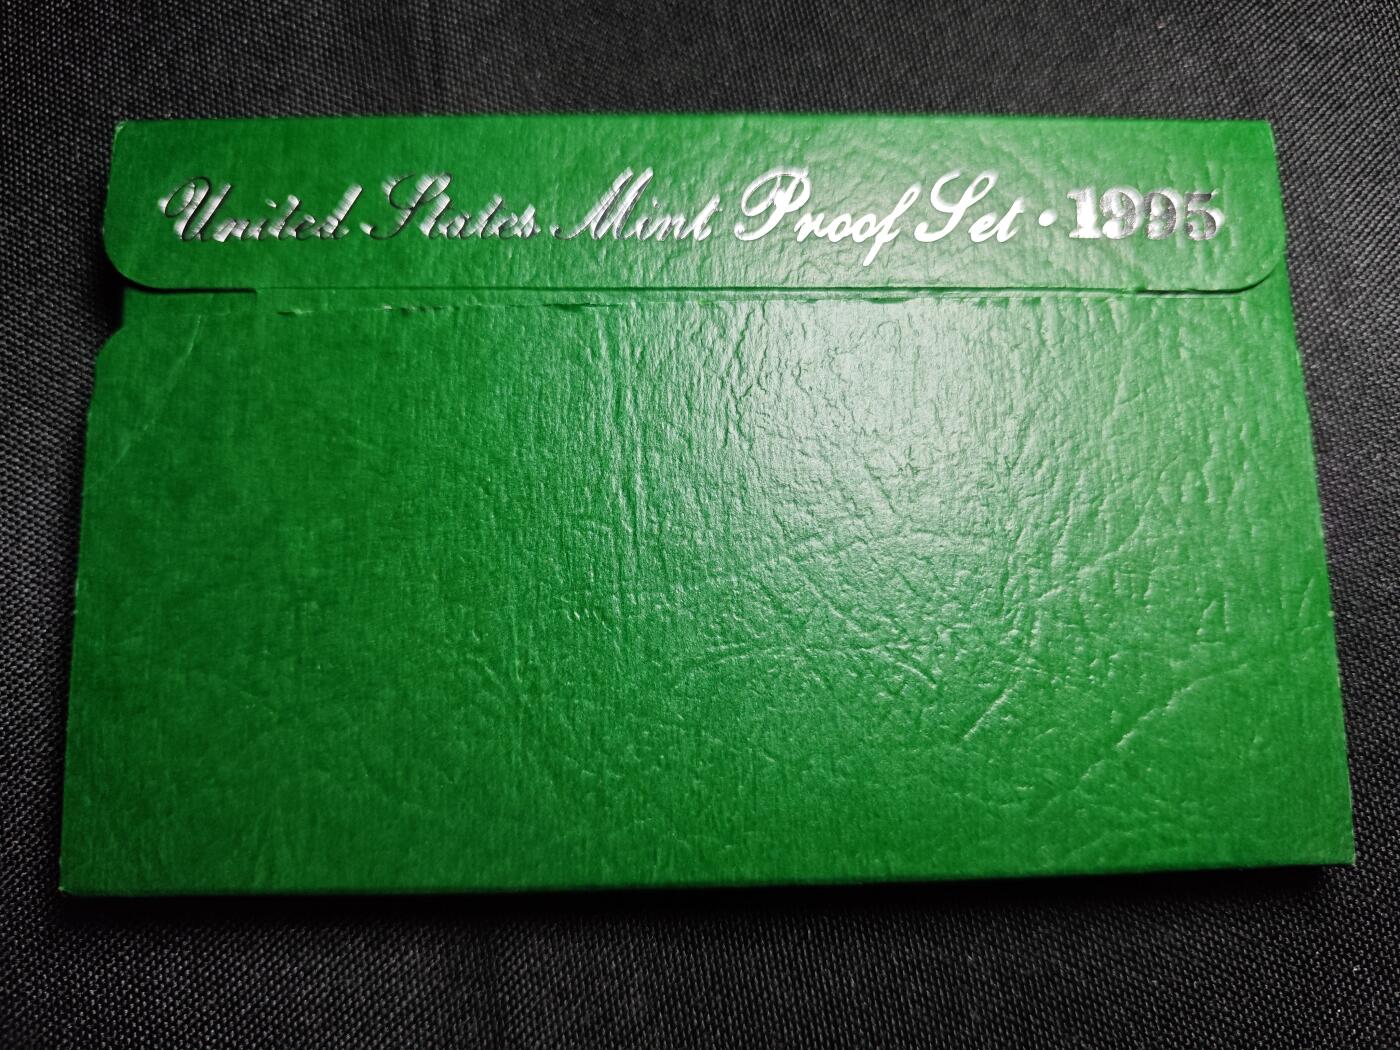 United States Mint Proof Set • 1995